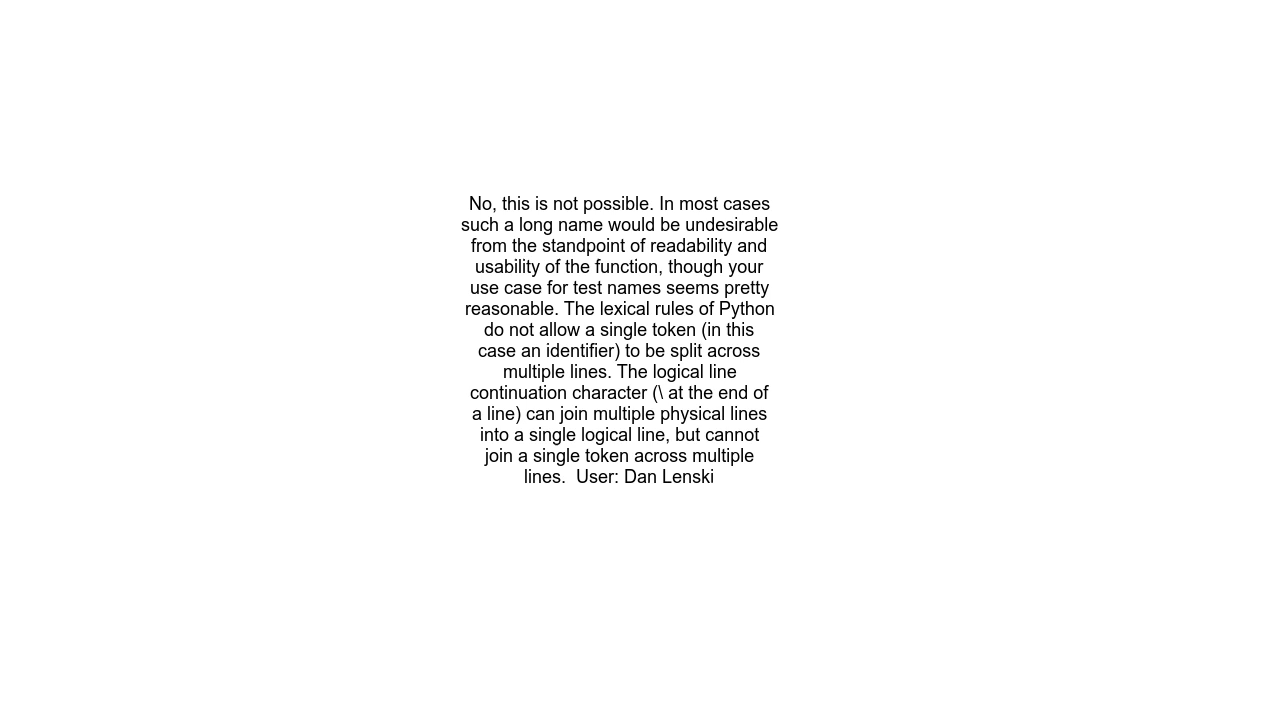 No, this is not possible. In most cases
such a long name would be undesirable
from the standpoint of readability and
usability of the function, though your
use case for test names seems pretty
reasonable. The lexical rules of Python
do not allow a single token (in this
case an identifier) to be split across
multiple lines. The logical line
continuation character (\ at the end of
a line) can join multiple physical lines
into a single logical line, but cannot
join a single token across multiple
lines.  User: Dan Lenski